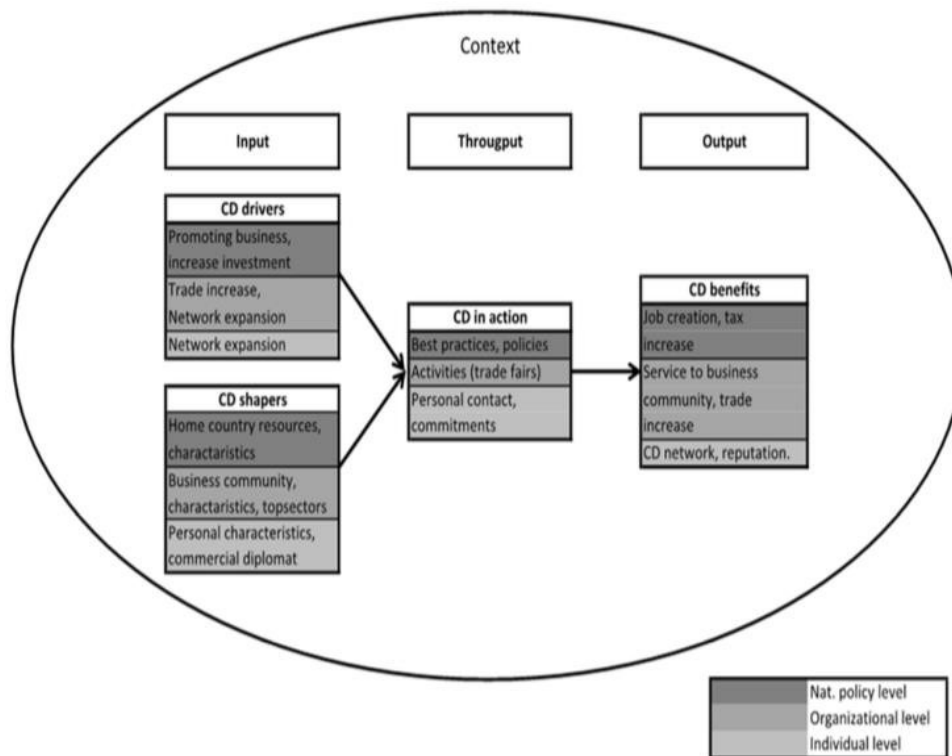 Context
Input
Througput
Output
CD drivers
Promoting business,
increase investment
Trade increase,
Network expansion
Network expansion
CD shapers
Home country resources,
charactaristics
Business community,
charactaristics, topsectors
Personal characteristics,
commercial diplomat
CD in action
Best practices, policies
Activities (trade fairs)
Personal contact,
commitments
CD benefits
Job creation, tax
increase
Service to business
community, trade
increase
CD network, reputation.
Nat. policy level
Organizational level
Individual level